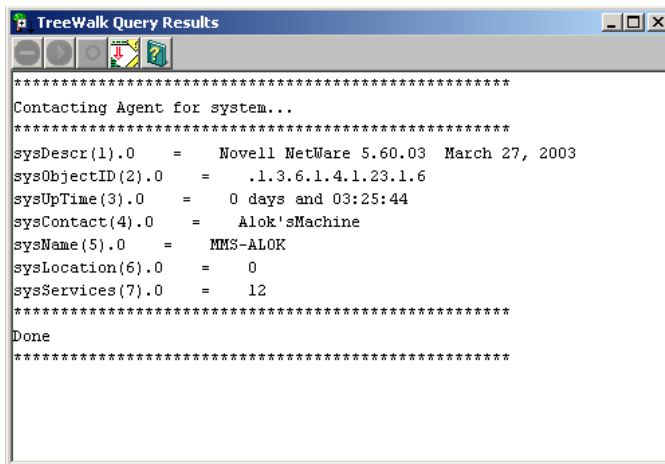 TreeWalk Query Results
*****************************************************
Contacting Agent for system...
*****************************************************
sysDescr(1).0    =    Novell NetWare 5.60.03  March 27, 2003
sysObjectID(2).0    =    .1.3.6.1.4.1.23.1.6
sysUpTime(3).0    =    0 days and 03:25:44
sysContact(4).0    =    Alok'sMachine
sysName(5).0    =    MMS-ALOK
sysLocation(6).0    =    0
sysServices(7).0    =    12
*****************************************************
Done
*****************************************************